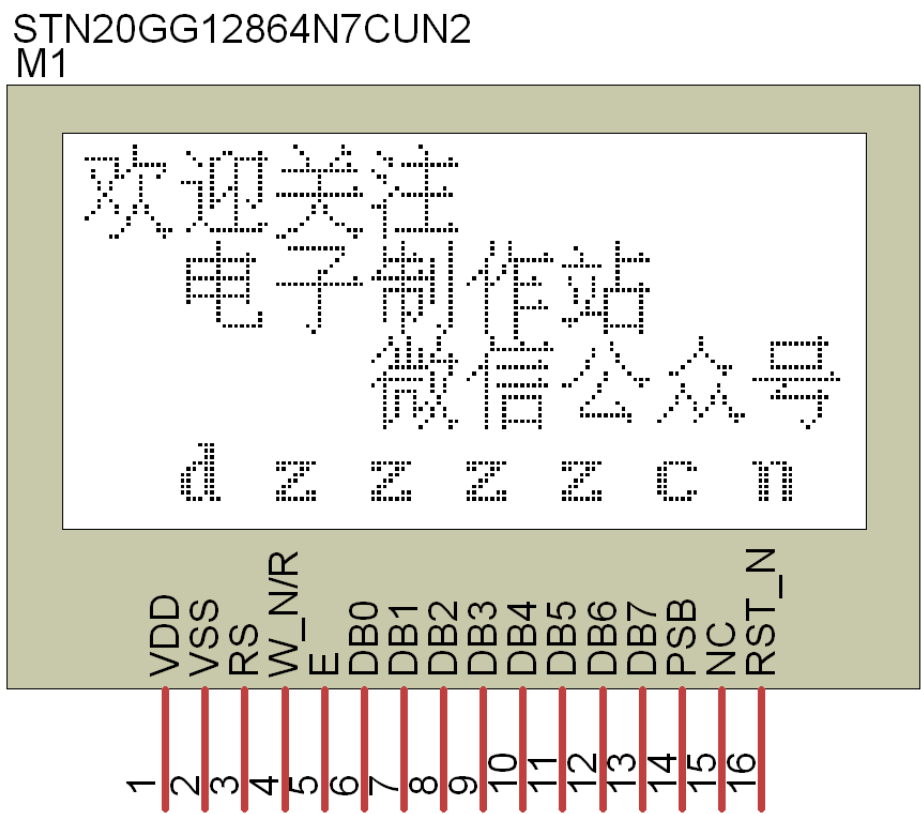 STN20GG12864N7CUN2
M1
欢迎关注
电子制作站
微信公众号
d z z z z c n
VDD VSS RS W_N/R E DB0 DB1 DB2 DB3 DB4 DB5 DB6 DB7 PSB NC RST_N
1 2 3 4 5 6 7 8 9 10 11 12 13 14 15 16